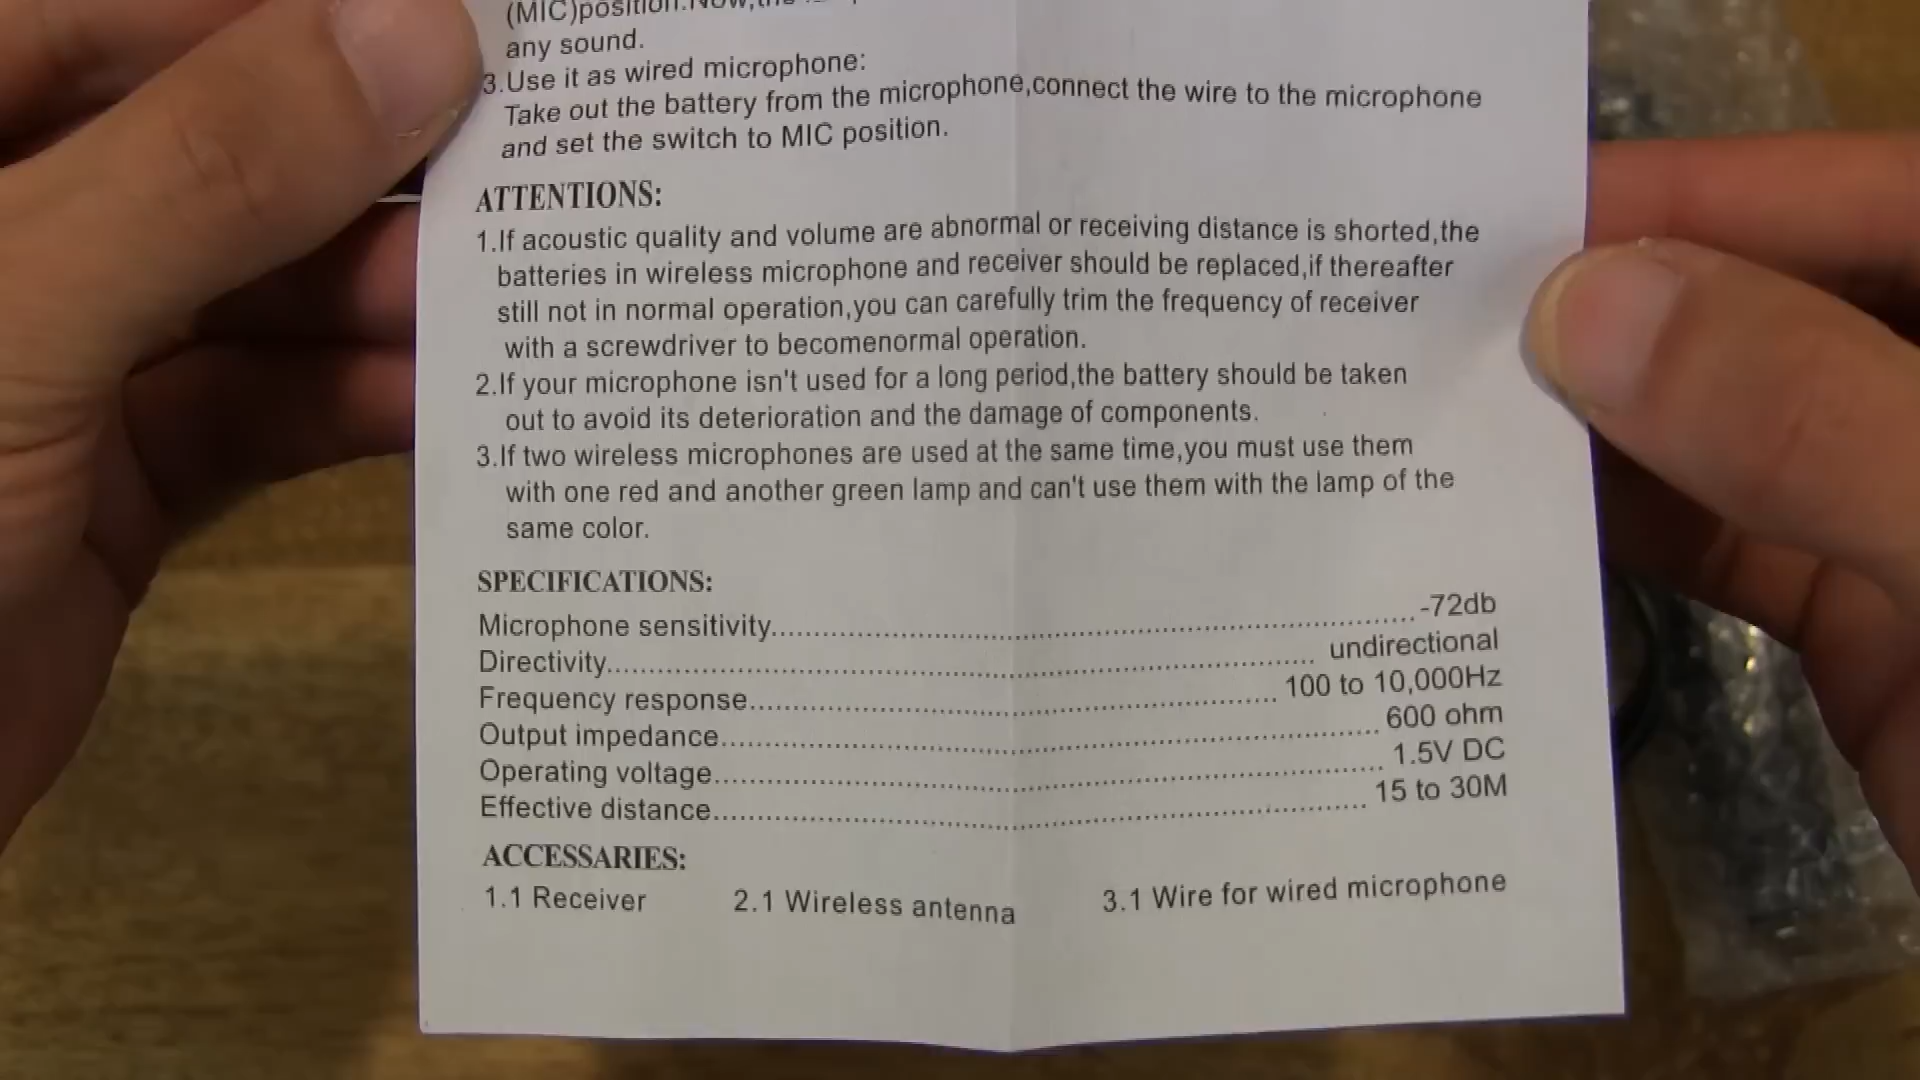 (MIC)position.Now,the
any sound.
3.Use it as wired microphone:
Take out the battery from the microphone,connect the wire to the microphone
and set the switch to MIC position.
ATTENTIONS:
1.If acoustic quality and volume are abnormal or receiving distance is shorted,the
batteries in wireless microphone and receiver should be replaced,if thereafter
still not in normal operation,you can carefully trim the frequency of receiver
with a screwdriver to becomenormal operation.
2.If your microphone isn't used for a long period,the battery should be taken
out to avoid its deterioration and the damage of components.
3.If two wireless microphones are used at the same time,you must use them
with one red and another green lamp and can't use them with the lamp of the
same color.
SPECIFICATIONS:
Microphone sensitivity........................-72db
Directivity........................ undirectional
Frequency response........................ 100 to 10,000Hz
Output impedance........................ 600 ohm
Operating voltage........................ 1.5V DC
Effective distance........................ 15 to 30M
ACCESSARIES:
1.1 Receiver 2.1 Wireless antenna 3.1 Wire for wired microphone